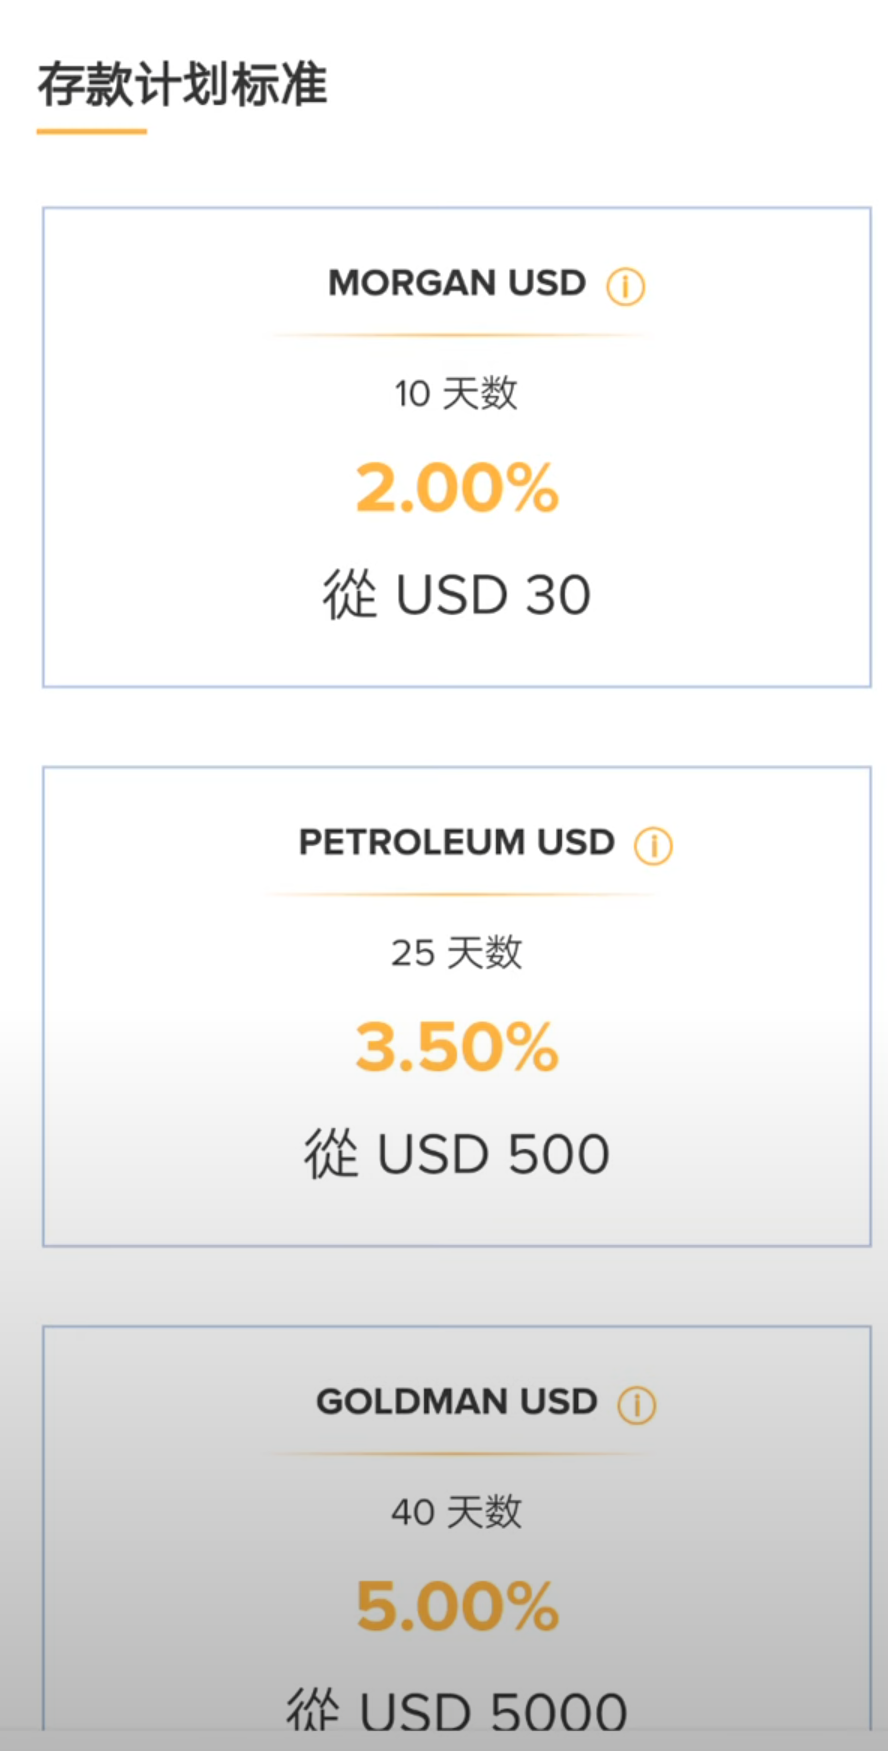 存款计划标准
MORGAN USD
10 天数
2.00%
從 USD 30
PETROLEUM USD
25 天数
3.50%
從 USD 500
GOLDMAN USD
40 天数
5.00%
從 USD 5000